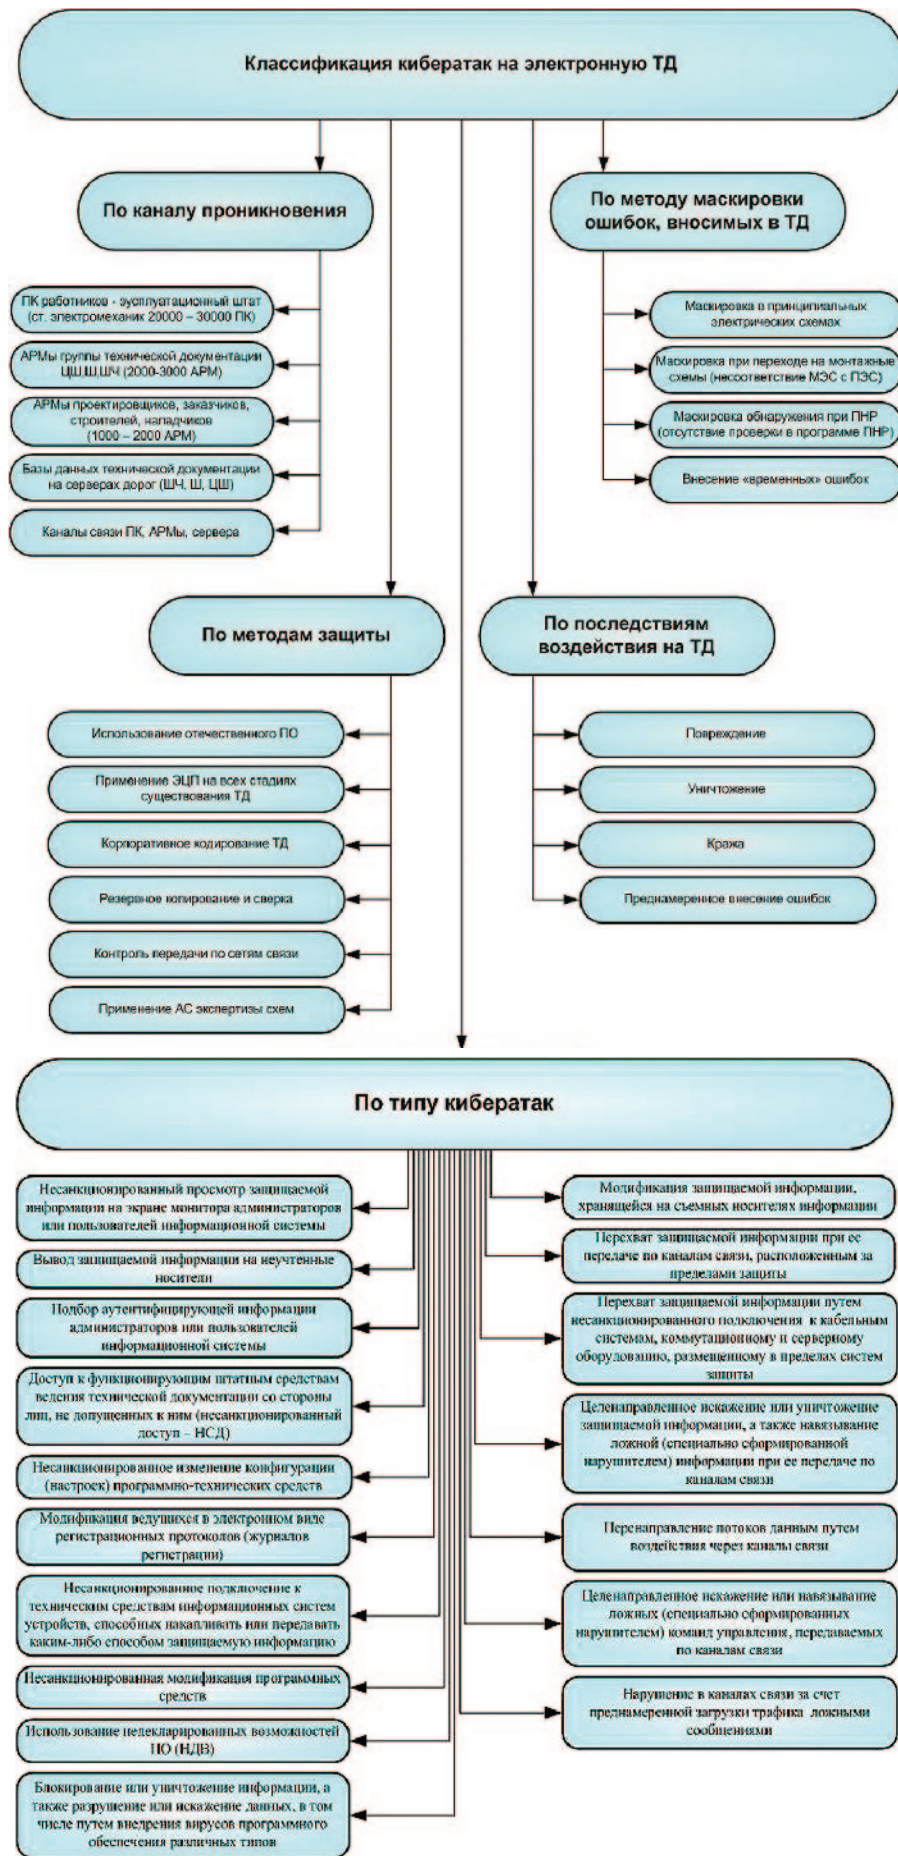 Классификация кибератак на электронную ТД
По каналу проникновения
ПК работников - эусплуатационный штат
(ст. электромеханик 20000 – 30000 ПК)
АРМы группы технической документации
ЦШ,Ш,ШЧ (2000-3000 АРМ)
АРМы проектировщиков, заказчиков,
строителей, наладчиков
(1000 – 2000 АРМ)
Базы данных технической документации
на серверах дорог (ШЧ, Ш, ЦШ)
Каналы связи ПК, АРМы, сервера
По методу маскировки
ошибок, вносимых в ТД
Маскировка в принципиальных
электрических схемах
Маскировка при переходе на монтажные
схемы (несоответствие МЭС с ПЭС)
Маскировка обнаружения при ПНР
(отсутствие проверки в программе ПНР)
Внесение «временных» ошибок
По методам защиты
Использование отечественного ПО
Применение ЭЦП на всех стадиях
существования ТД
Корпоративное кодирование ТД
Резервное копирование и сверка
Контроль передачи по сетям связи
Применение АС экспертизы схем
По последствиям
воздействия на ТД
Повреждение
Уничтожение
Кража
Преднамеренное внесение ошибок
По типу кибератак
Несанкционированный просмотр защищаемой
информации на экране монитора администраторов
или пользователей информационной системы
Вывод защищаемой информации на неучтенные
носители
Подбор аутентифицирующей информации
администраторов или пользователей
информационной системы
Доступ к функционирующим штатным средствам
ведения технической документации со стороны
лиц, не допущенных к ним (несанкционированный
доступ – НСД)
Несанкционированное изменение конфигурации
(настроек) программно-технических средств
Модификация ведущихся в электронном виде
регистрационных протоколов (журналов
регистрации)
Несанкционированное подключение к
техническим средствам информационных систем
устройств, способных накапливать или передавать
каким-либо способом защищаемую информацию
Несанкционированная модификация программных
средств
Использование недекларированных возможностей
ПО (НДВ)
Блокирование или уничтожение информации, а
также разрушение или искажение данных, в том
числе путем внедрения вирусов программного
обеспечения различных типов
Модификация защищаемой информации,
хранящейся на съемных носителях информации
Перехват защищаемой информации при ее
передаче по каналам связи, расположенным за
пределами защиты
Перехват защищаемой информации путем
несанкционированного подключения к кабельным
системам, коммутационному и серверному
оборудованию, размещенному в пределах систем
защиты
Целенаправленное искажение или уничтожение
защищаемой информации, а также навязывание
ложной (специально сформированной
нарушителем) информации при ее передаче по
каналам связи
Перенаправление потоков данным путем
воздействия через каналы связи
Целенаправленное искажение или навязывание
ложных (специально сформированных
нарушителем) команд управления, передаваемых
по каналам связи
Нарушение в каналах связи за счет
преднамеренной загрузки трафика ложными
сообщениями